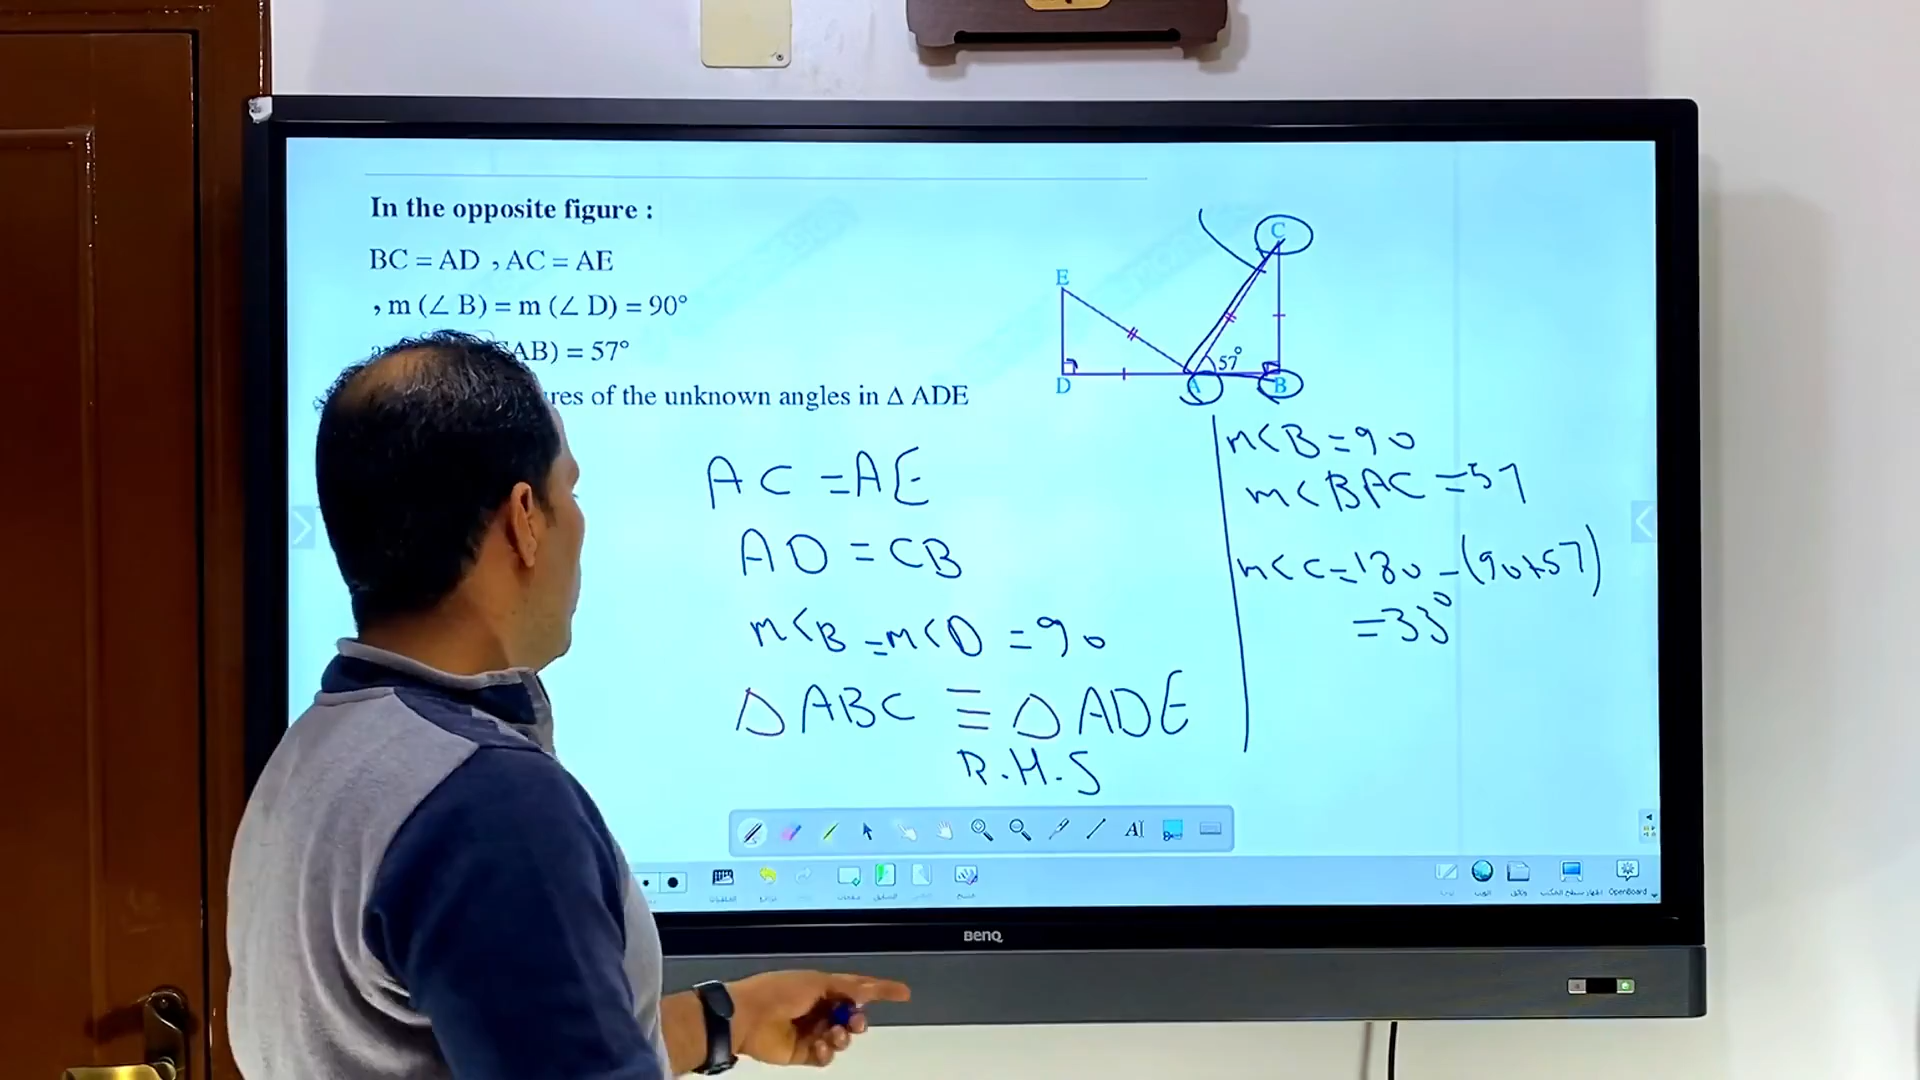 In the opposite figure :
BC = AD , AC = AE
, m (∠ B) = m (∠ D) = 90°
AB) = 57°
res of the unknown angles in Δ ADE
C
E
57°
D
A
B
AC = AE
AD = CB
m<B = m<D = 90
Δ ABC ≡ Δ ADE
R.H.S
m<B = 90
m<BAC = 57
m<C = 180 - (90+57)
= 33°
OpenBoard
BenQ